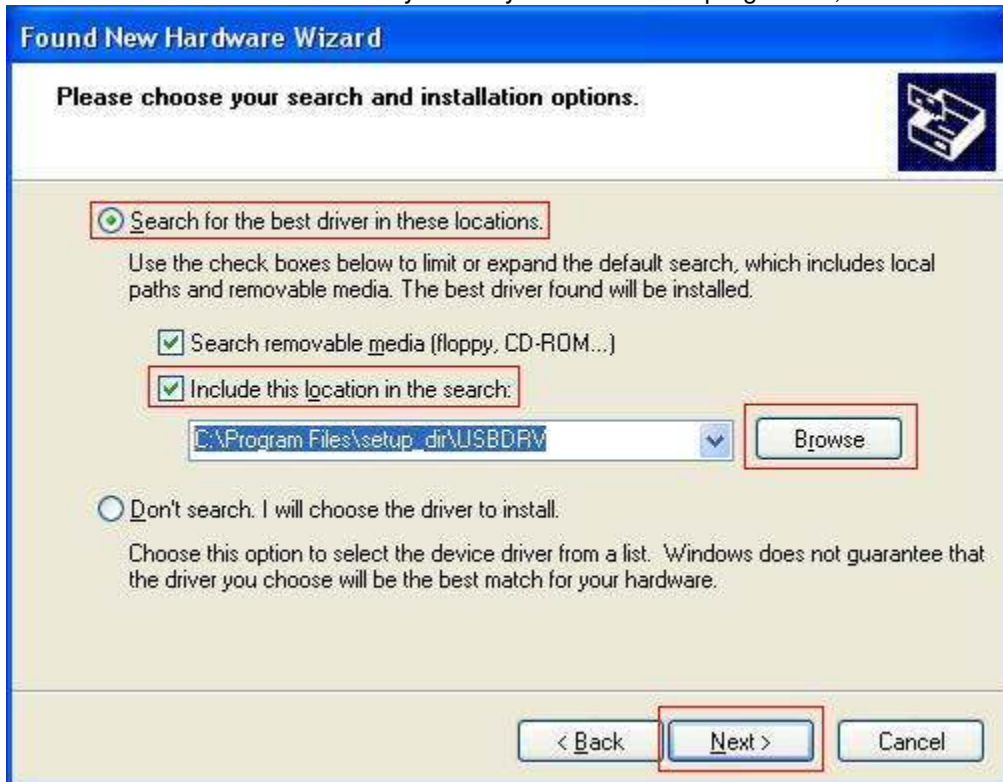 Found New Hardware Wizard
Please choose your search and installation options.
Search for the best driver in these locations.
Use the check boxes below to limit or expand the default search, which includes local
paths and removable media. The best driver found will be installed.
Search removable media (floppy, CD-ROM...)
Include this location in the search:
C:\Program Files\setup_dir\USBDRV
Browse
Don't search. I will choose the driver to install.
Choose this option to select the device driver from a list. Windows does not guarantee that
the driver you choose will be the best match for your hardware.
< Back
Next >
Cancel